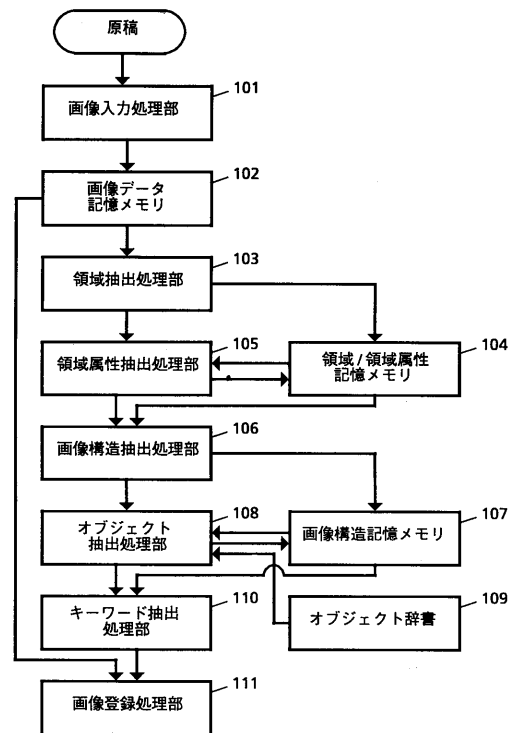 原稿
101
画像入力処理部
102
画像データ
記憶メモリ
103
領域抽出処理部
105
領域属性抽出処理部
104
領域/領域属性
記憶メモリ
106
画像構造抽出処理部
108
オブジェクト
抽出処理部
107
画像構造記憶メモリ
110
キーワード抽出
処理部
109
オブジェクト辞書
111
画像登録処理部